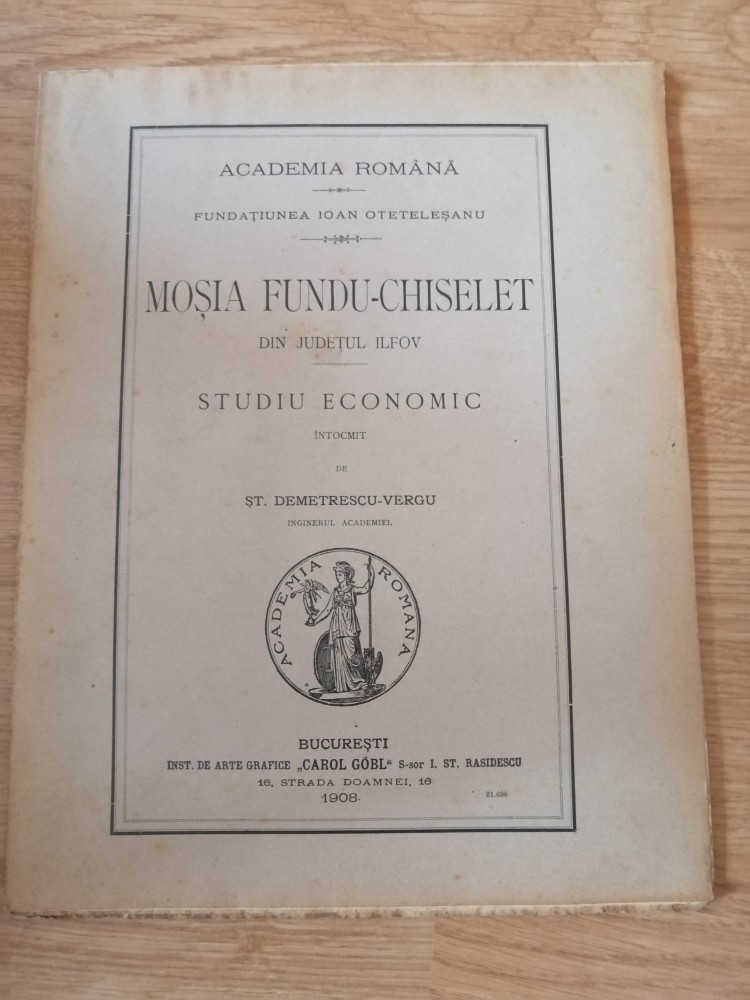 ACADEMIA ROMÂNĂ
FUNDAȚIUNEA IOAN OTETELEȘANU
MOȘIA FUNDU-CHISELET
DIN JUDEȚUL ILFOV
STUDIU ECONOMIC
ÎNTOCMIT
DE
ȘT. DEMETRESCU-VERGU
INGINERUL ACADEMIEI.
ACADEMIA ROMANA
BUCUREȘTI
INST. DE ARTE GRAFICE „CAROL GÖBL“ S-sor I. ST. RASIDESCU
16, STRADA DOAMNEI, 16
1908.